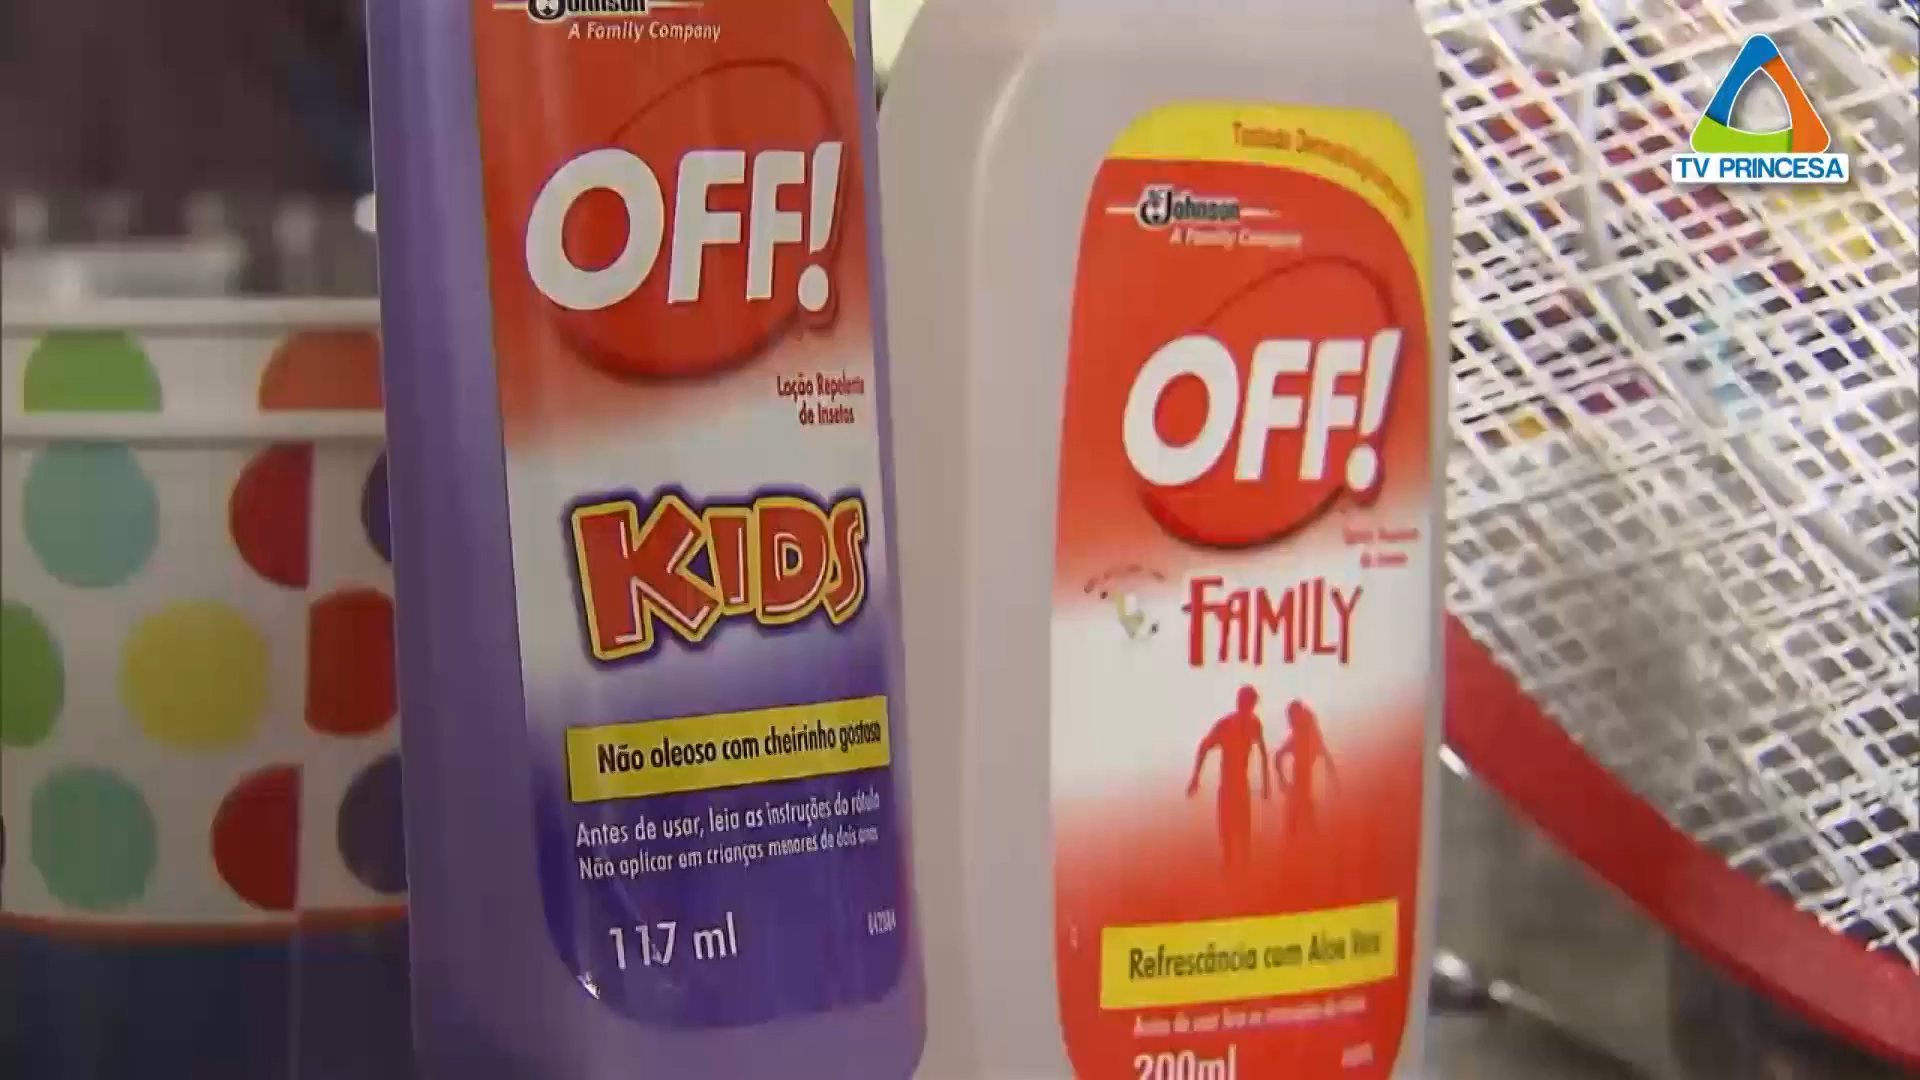 Johnson
A Family Company
OFF!
Loção Repelente
de Insetos
KIDS
Não oleoso com cheirinho gostoso
Antes de usar, leia as instruções do rótulo
Não aplicar em crianças menores de dois anos
117 ml
Johnson
A Family Company
OFF!
FAMILY
Refrescância com Aloe Vera
200ml
TV PRINCESA